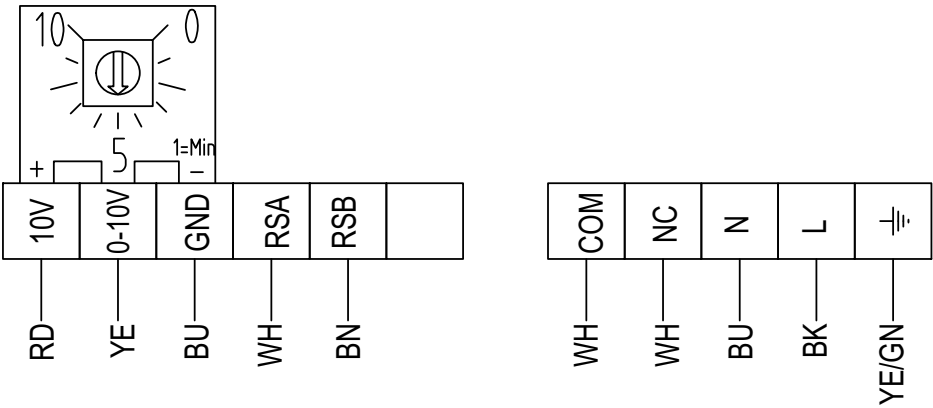 10 0
5 1=Min
+ -
10V 0-10V GND RSA RSB COM NC N L
RD YE BU WH BN WH WH BU BK YE/GN